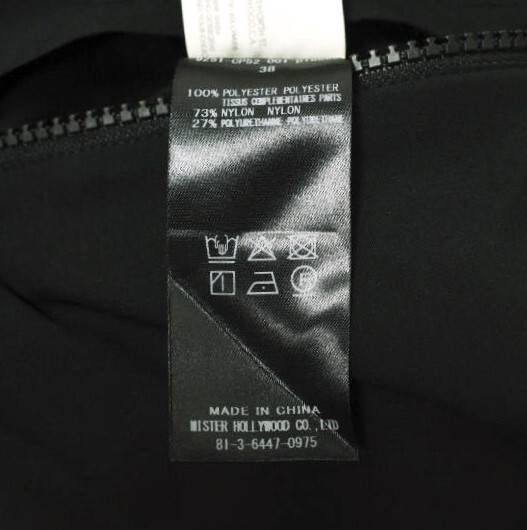 38
100% POLYESTER POLYESTER
TISSUS COMPLEMENTAIRES PARTS
73% NYLON NYLON
27% POLYURETHANNE POLYURETHANE
MADE IN CHINA
MISTER HOLLYWOOD CO.,LTD
81-3-6447-0975